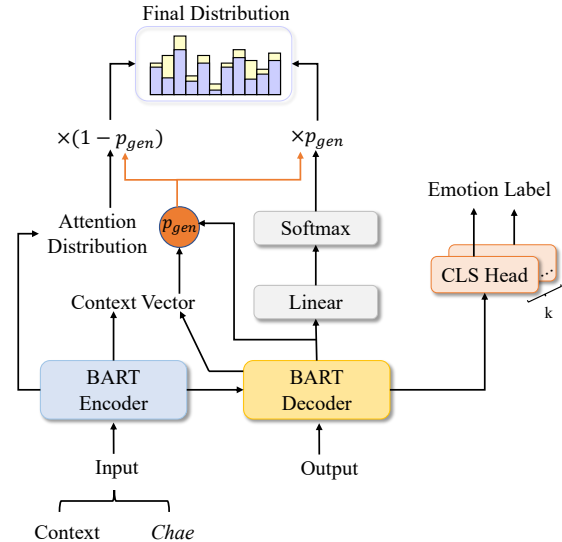 Final Distribution
×(1 − p_gen)
×p_gen
Emotion Label
Attention
Distribution
p_gen
Softmax
CLS Head
...
k
Context Vector
Linear
BART
Encoder
BART
Decoder
Input
Output
Context
Chae